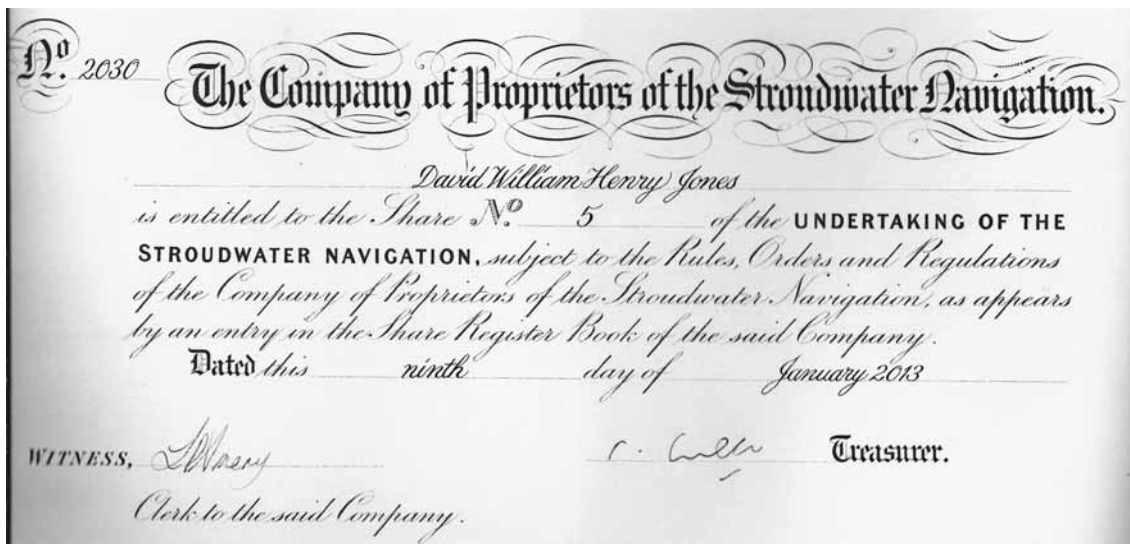 No. 2030
The Company of Proprietors of the Stroudwater Navigation.
David William Henry Jones
is entitled to the Share No. 5 of the UNDERTAKING OF THE
STROUDWATER NAVIGATION, subject to the Rules, Orders and Regulations
of the Company of Proprietors of the Stroudwater Navigation, as appears
by an entry in the Share Register Book of the said Company.
Dated this ninth day of January 2013
WITNESS, Treasurer.
Clerk to the said Company.